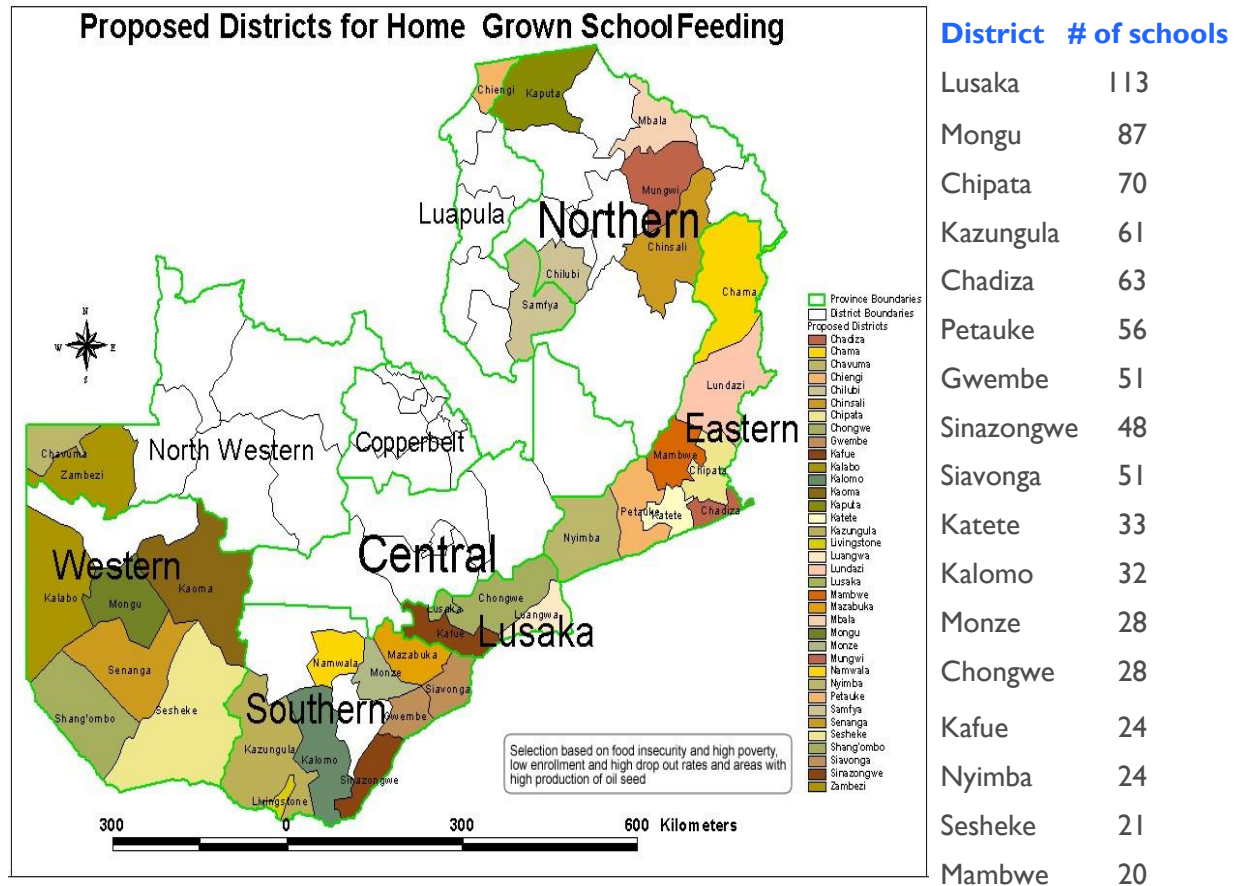 Proposed Districts for Home Grown School Feeding
Chiengi
Kaputa
Mbala
Mungwi
Luapula
Northern
Chinsali
Chilubi
Samfya
Chama
N
W E
S
Lundazi
Eastern
Mambwe
Chipata
Petauke
Katete
Chadiza
Nyimba
North Western
Copperbelt
Chavuma
Zambezi
Central
Western
Kalabo
Mongu
Kaoma
Lusaka
Chongwe
Luangwa
Kafue
Lusaka
Senanga
Namwala
Mazabuka
Monze
Siavonga
Shang'ombo
Sesheke
Southern
Gwembe
Kazungula
Kalomo
Sinazongwe
Livingstone
Selection based on food insecurity and high poverty,
low enrollment and high drop out rates and areas with
high production of oil seed
300 0 300 600 Kilometers
Province Boundaries
District Boundaries
Proposed Districts
Chadiza
Chama
Chavuma
Chiengi
Chilubi
Chinsali
Chipata
Chongwe
Gwembe
Kafue
Kalabo
Kalomo
Kaoma
Kaputa
Katete
Kazungula
Livingstone
Luangwa
Lundazi
Lusaka
Mambwe
Mazabuka
Mbala
Mongu
Monze
Mungwi
Namwala
Nyimba
Petauke
Samfya
Senanga
Sesheke
Shang'ombo
Siavonga
Sinazongwe
Zambezi
District # of schools
Lusaka 113
Mongu 87
Chipata 70
Kazungula 61
Chadiza 63
Petauke 56
Gwembe 51
Sinazongwe 48
Siavonga 51
Katete 33
Kalomo 32
Monze 28
Chongwe 28
Kafue 24
Nyimba 24
Sesheke 21
Mambwe 20